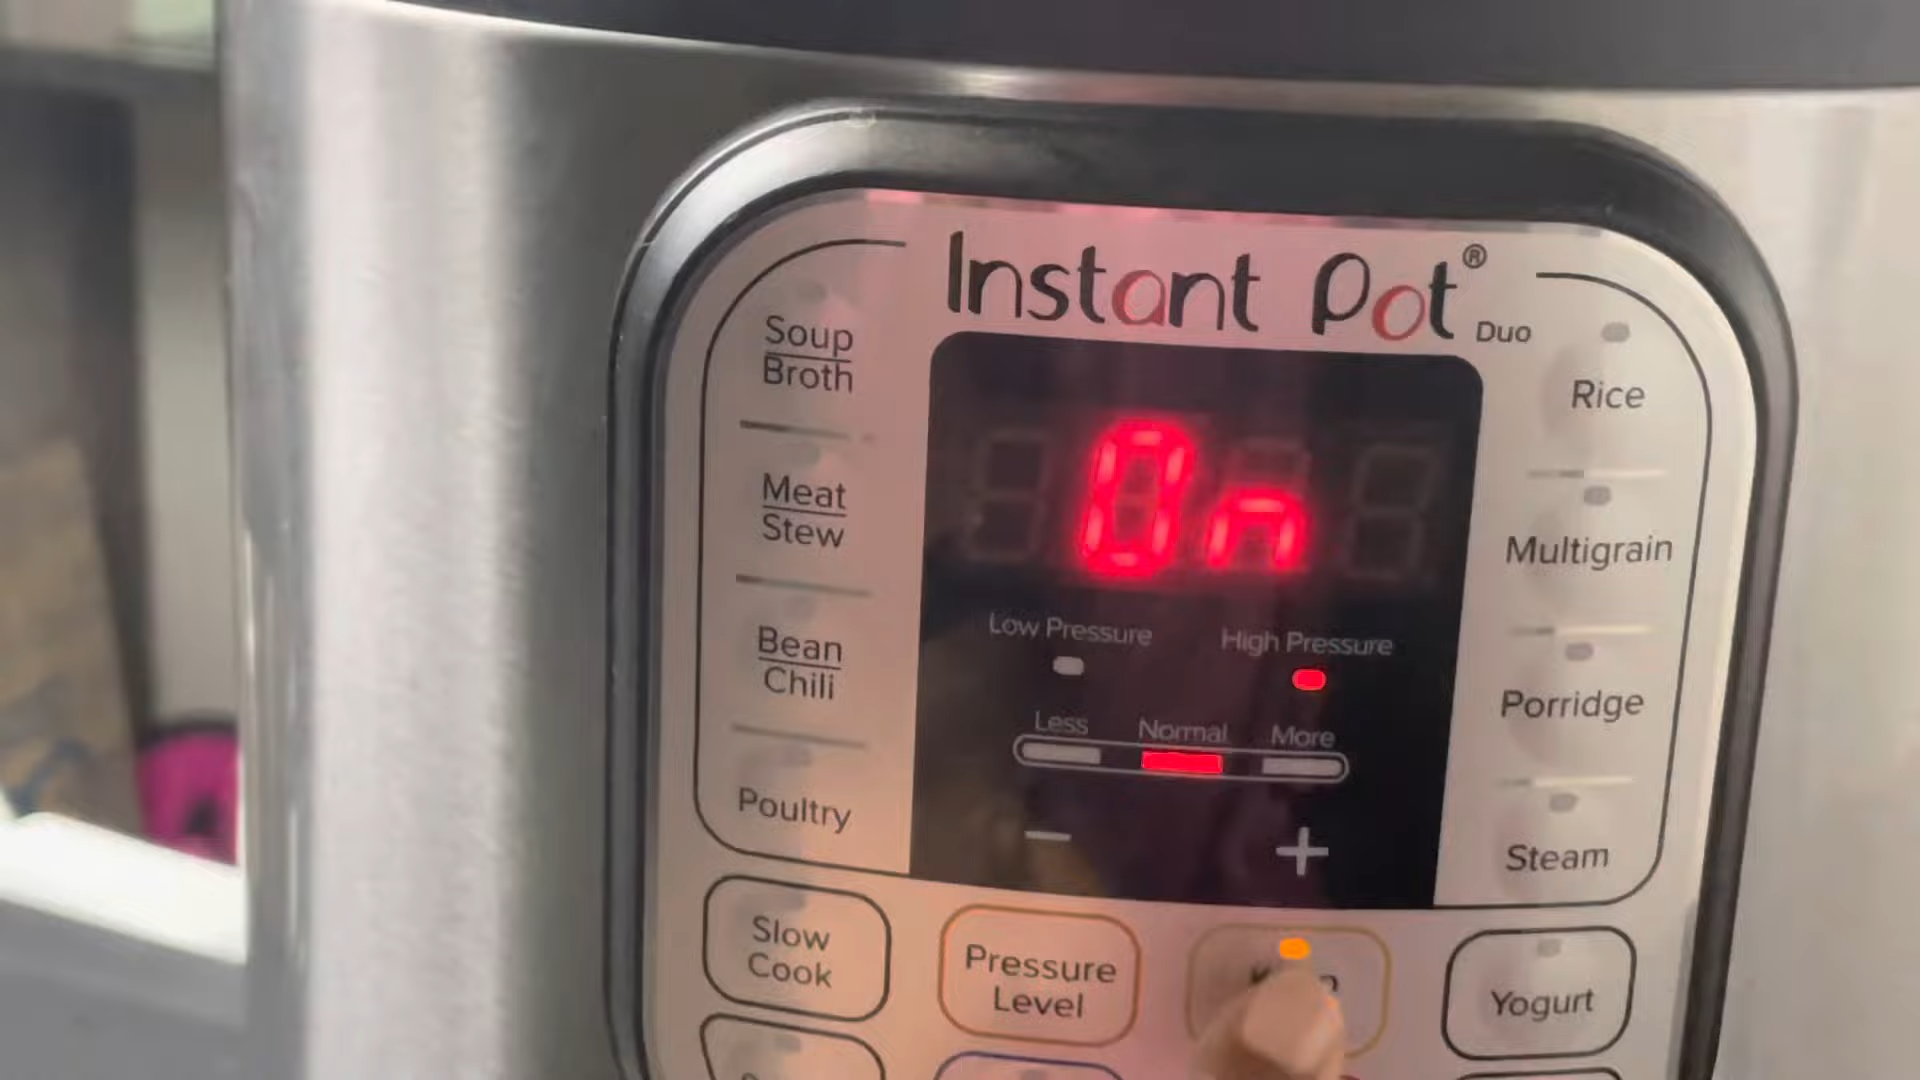 Instant Pot®
Duo
Soup
Broth
Meat
Stew
Bean
Chili
Poultry
On
Low Pressure
High Pressure
Less
Normal
More
−
+
Rice
Multigrain
Porridge
Steam
Slow
Cook
Pressure
Level
Yogurt